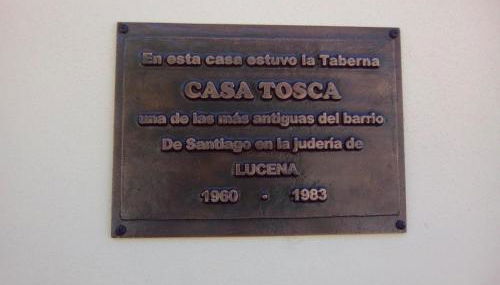 En esta casa estuvo la Taberna
CASA TOSCA
una de las más antiguas del barrio
De Santiago en la judería de
LUCENA
1960 · 1983